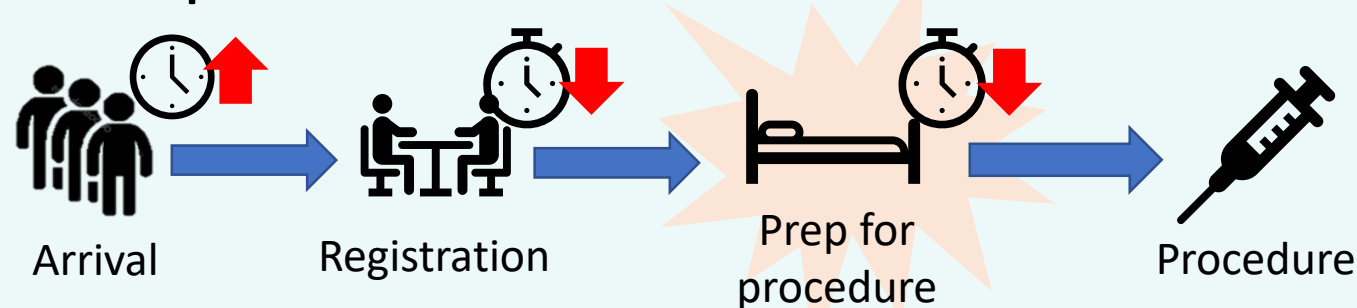 Arrival
Registration
Prep for
procedure
Procedure